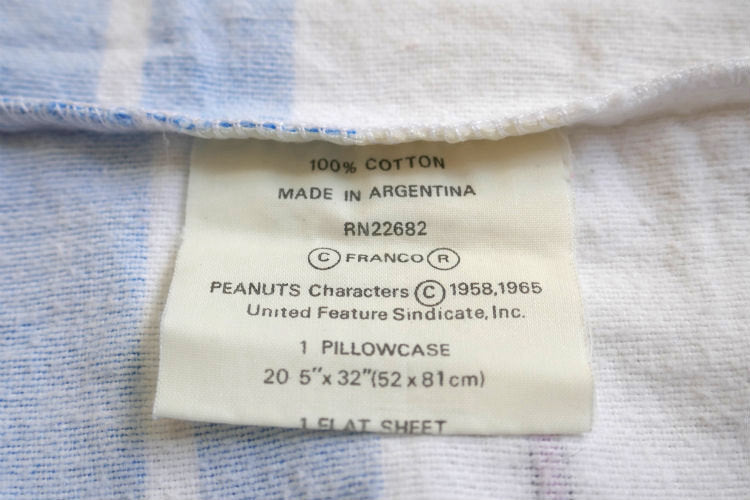 100% COTTON
MADE IN ARGENTINA
RN22682
© FRANCO ®
PEANUTS Characters © 1958,1965
United Feature Sindicate, Inc.
1 PILLOWCASE
20 5"x 32"(52 x 81cm)
1 FLAT SHEET